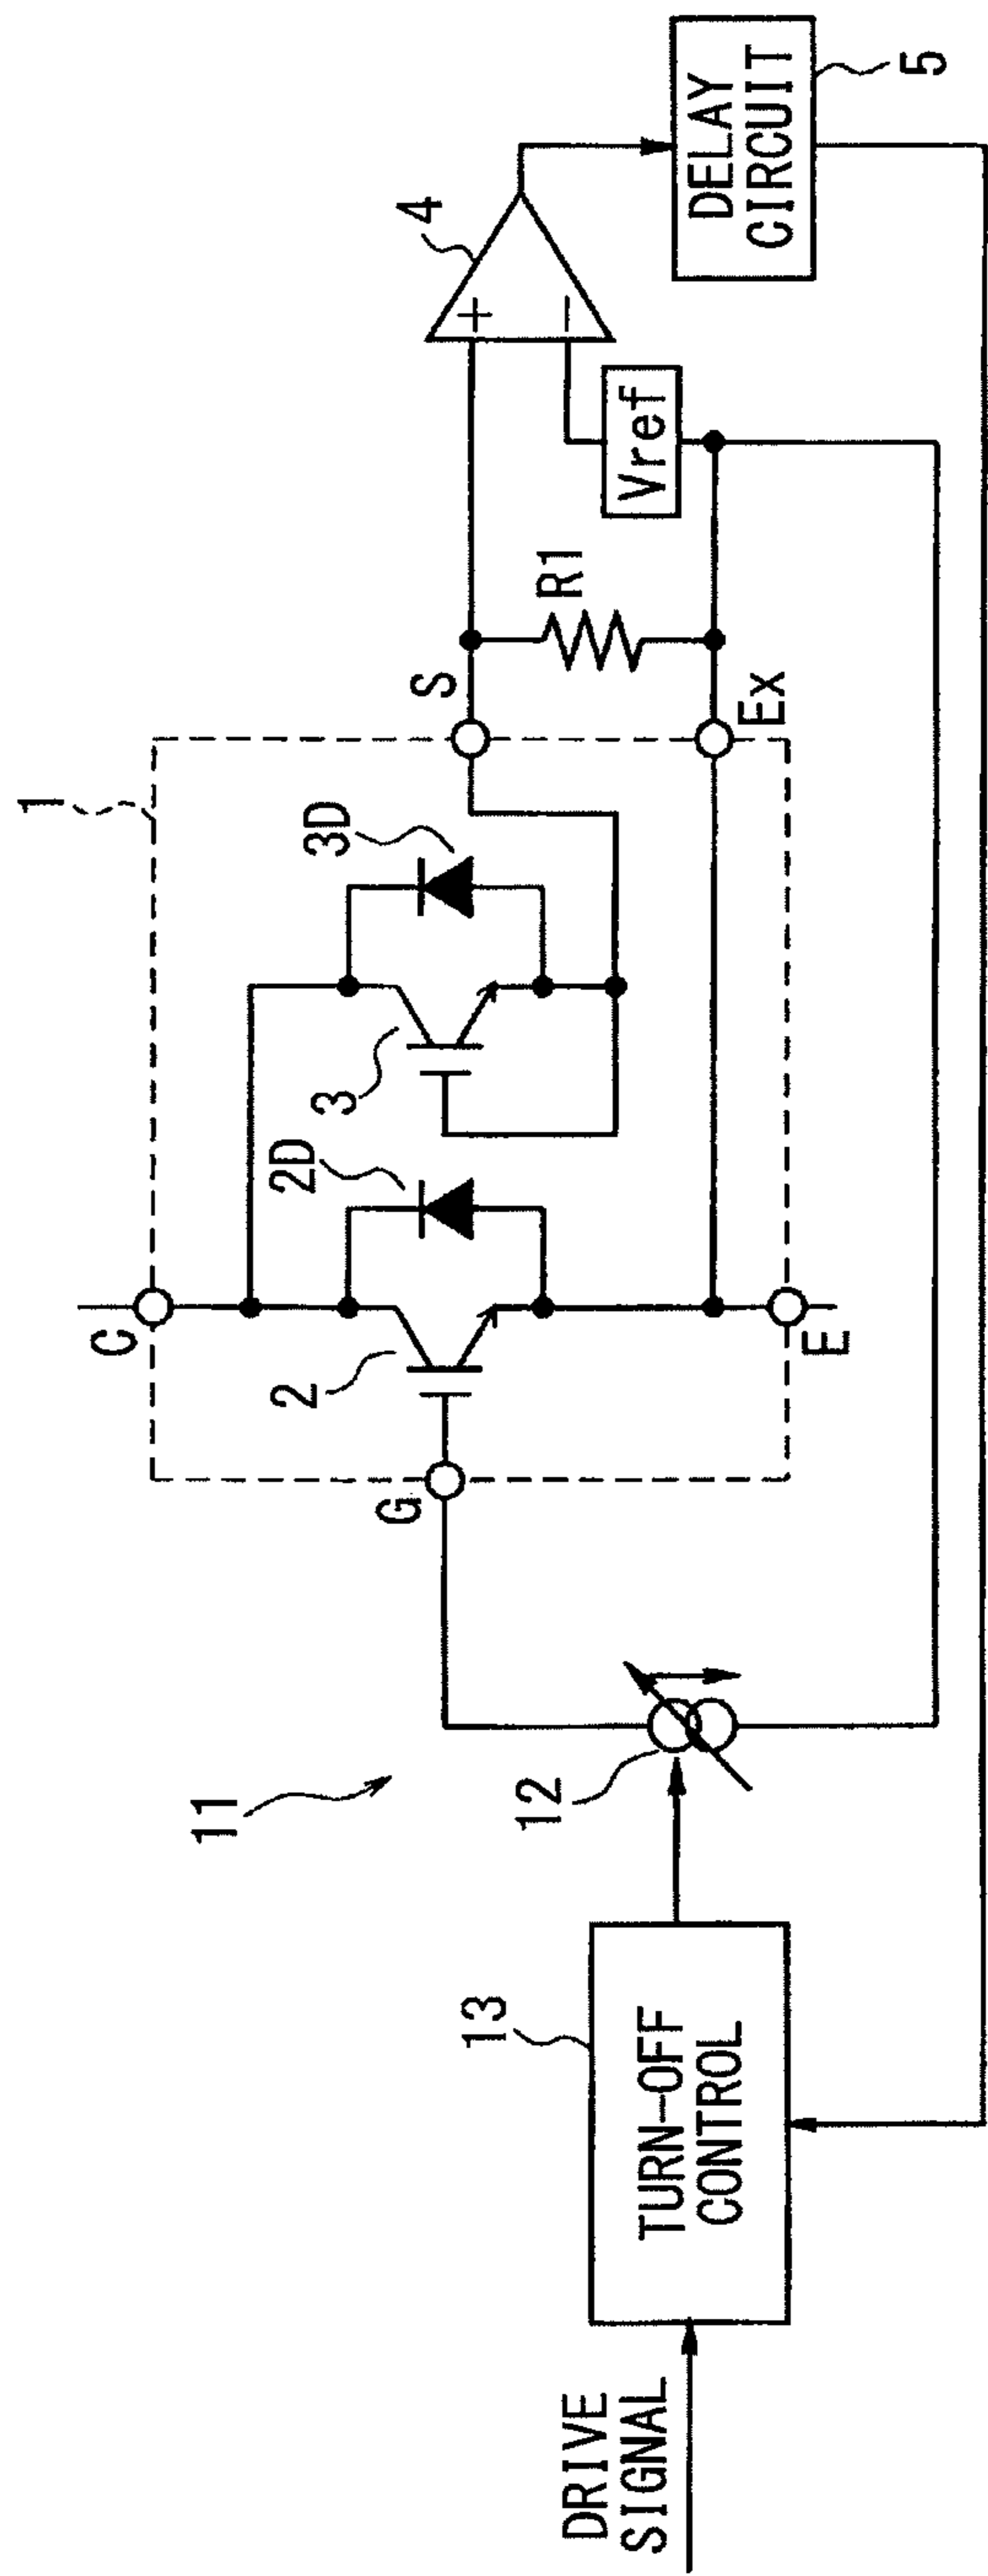 1
C
G
2
2D
3
3D
S
Ex
E
R1
4
+
−
Vref
DELAY
CIRCUIT
5
11
12
13
TURN-OFF
CONTROL
DRIVE
SIGNAL